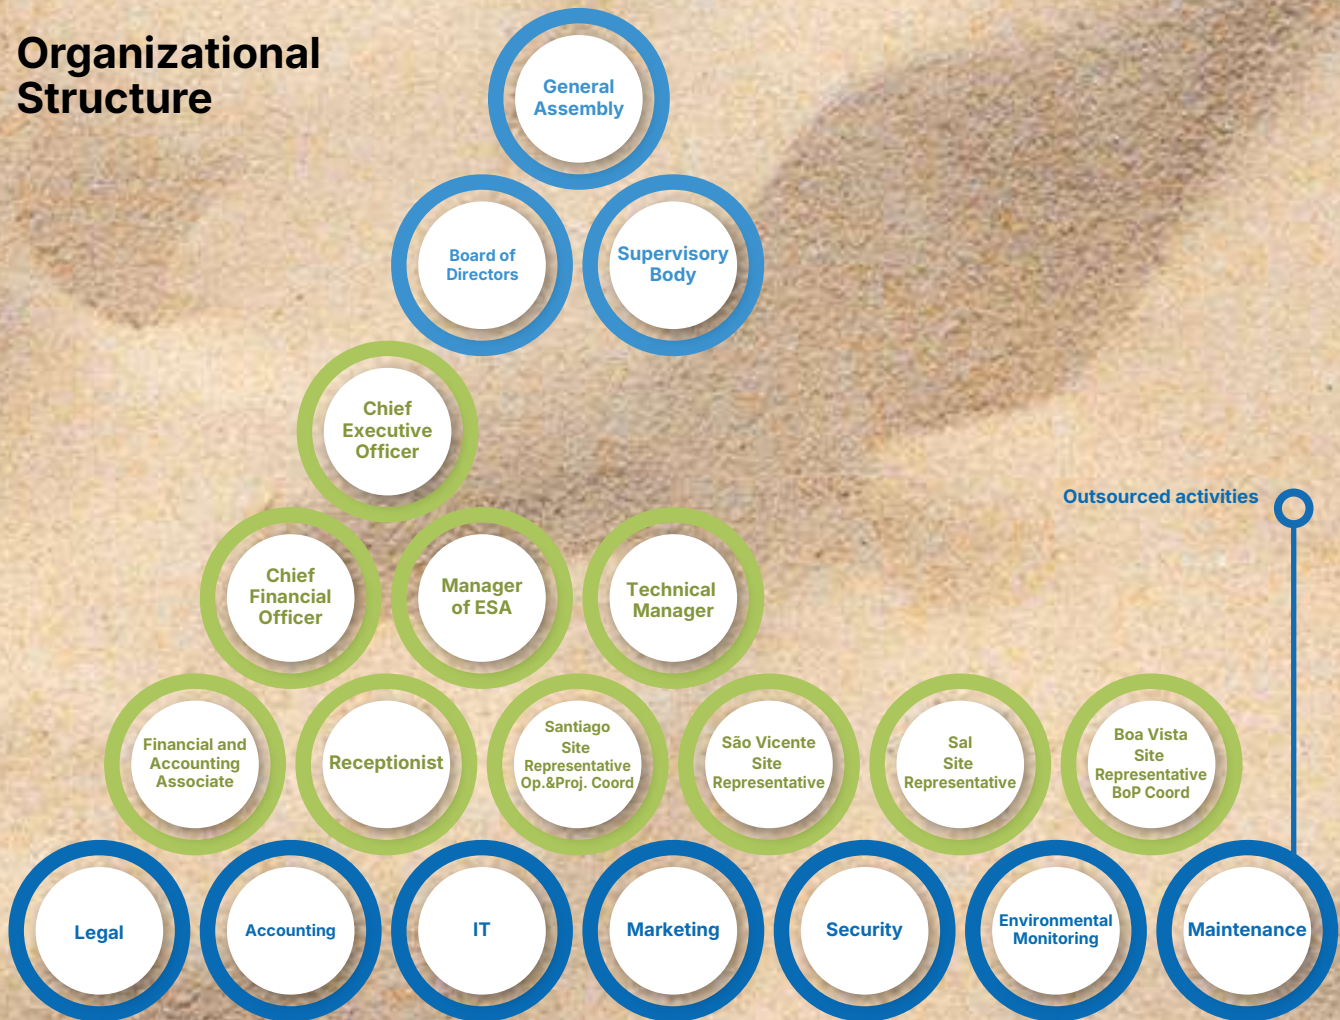 Organizational
Structure
General
Assembly
Board of
Directors
Supervisory
Body
Chief
Executive
Officer
Outsourced activities
Chief
Financial
Officer
Manager
of ESA
Technical
Manager
Financial and
Accounting
Associate
Receptionist
Santiago
Site
Representative
Op.&Proj. Coord
São Vicente
Site
Representative
Sal
Site
Representative
Boa Vista
Site
Representative
BoP Coord
Legal
Accounting
IT
Marketing
Security
Environmental
Monitoring
Maintenance